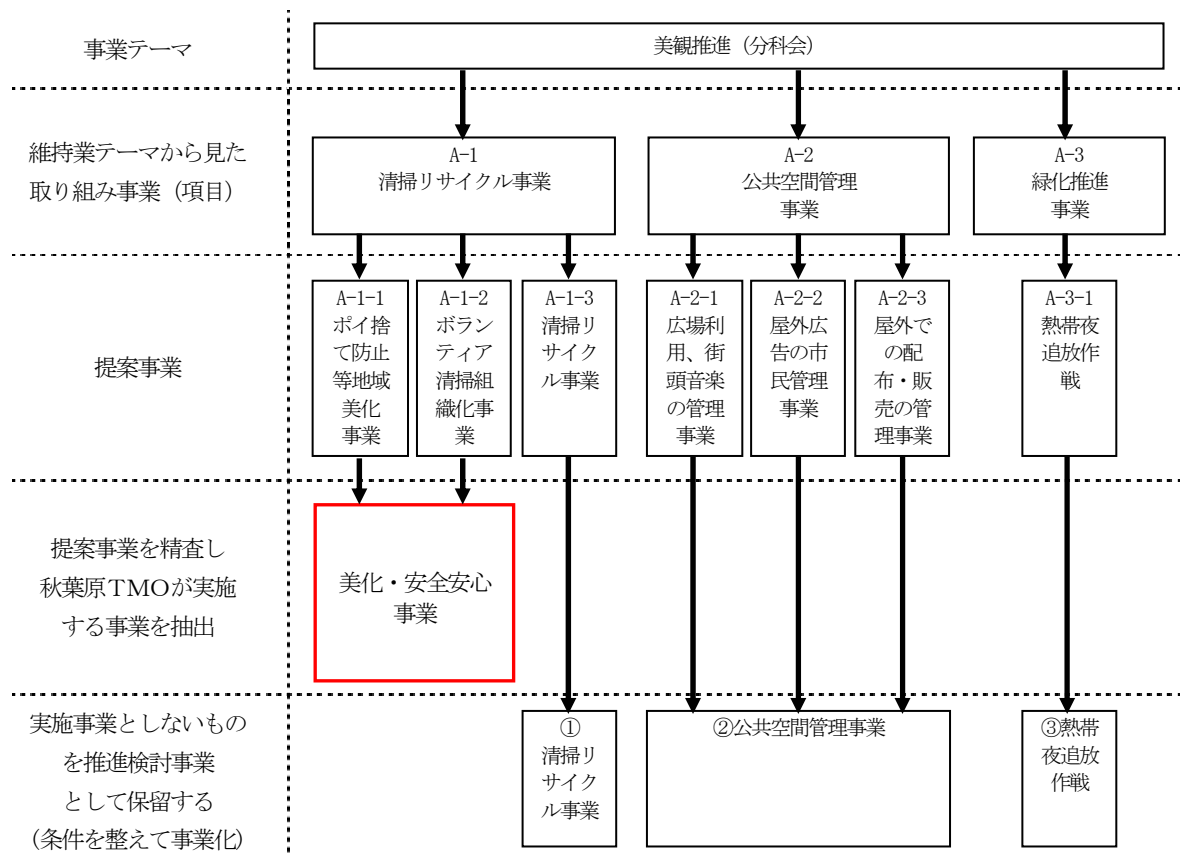 事業テーマ
美観推進（分科会）
維持業テーマから見た
取り組み事業（項目）
A-1
清掃リサイクル事業
A-2
公共空間管理
事業
A-3
緑化推進
事業
提案事業
A-1-1
ポイ捨
て防止
等地域
美化
事業
A-1-2
ボラン
ティア
清掃組
織化事
業
A-1-3
清掃リ
サイク
ル事業
A-2-1
広場利
用、街
頭音楽
の管理
事業
A-2-2
屋外広
告の市
民管理
事業
A-2-3
屋外で
の配
布・販
売の管
理事業
A-3-1
熱帯夜
追放作
戦
提案事業を精査し
秋葉原TMOが実施
する事業を抽出
美化・安全安心
事業
実施事業としないもの
を推進検討事業
として保留する
（条件を整えて事業化）
①
清掃リ
サイク
ル事業
②公共空間管理事業
③熱帯
夜追放
作戦